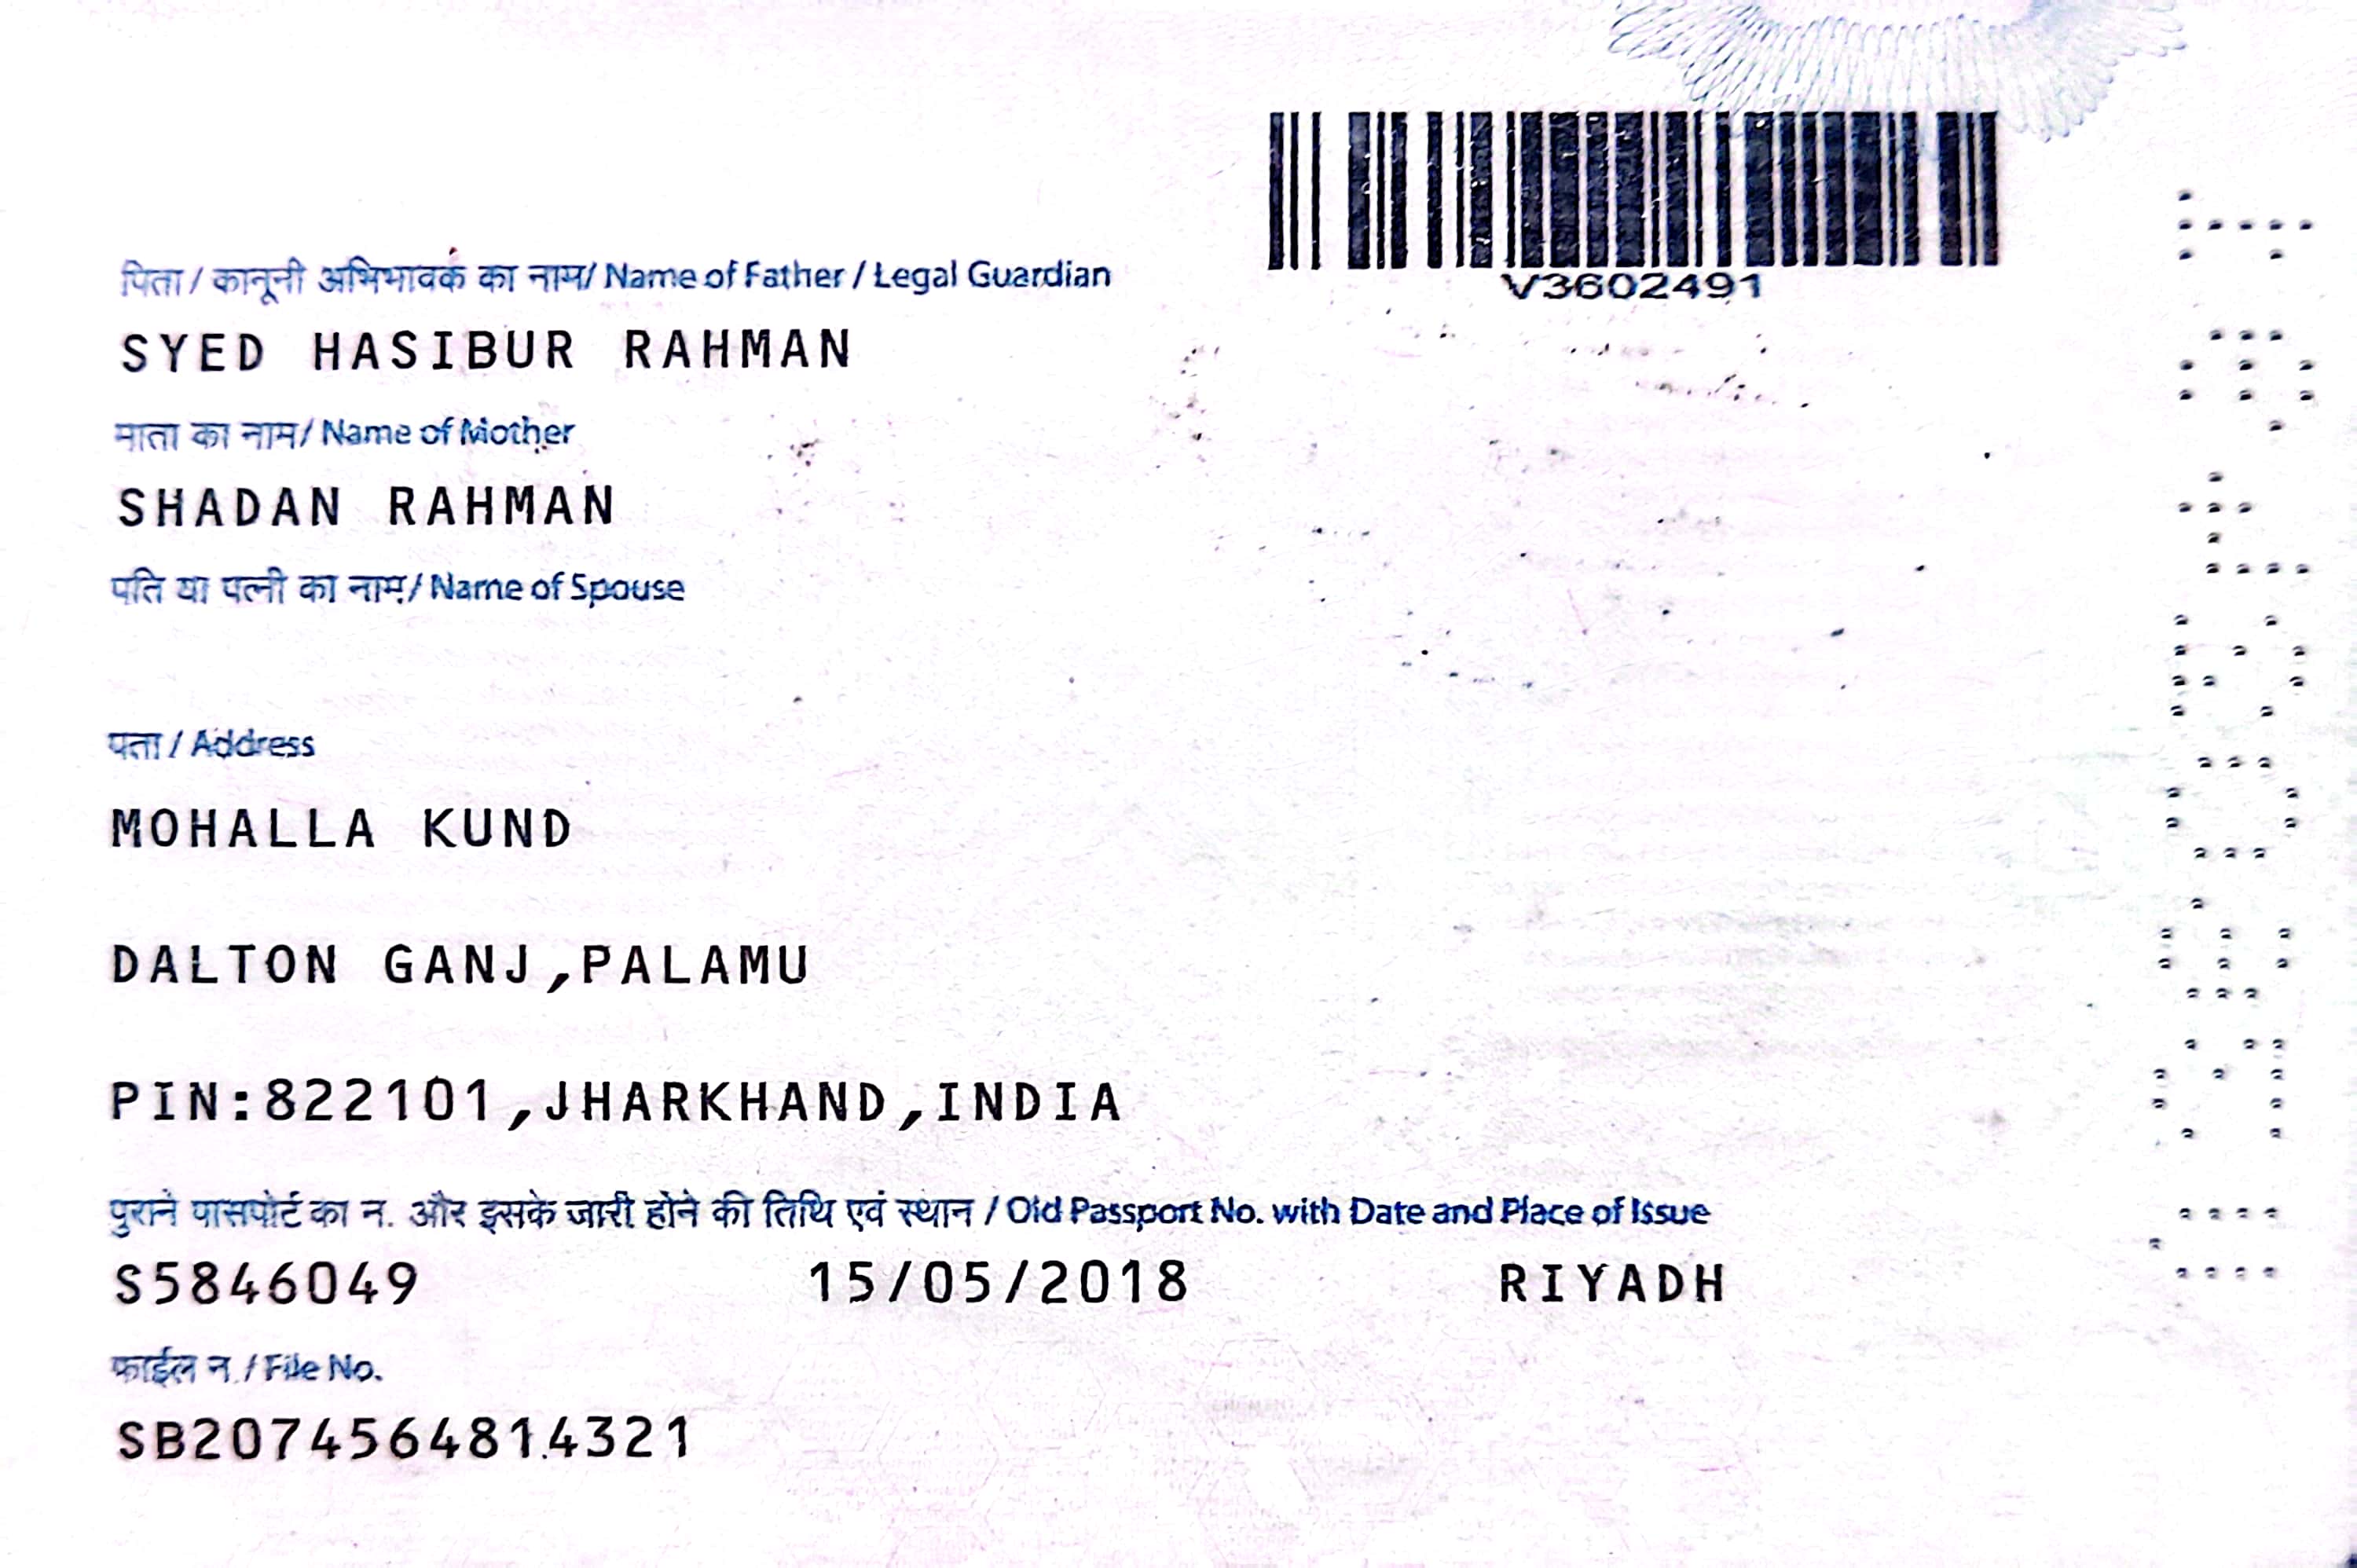 V3602491
पिता / कानूनी अभिभावक का नाम / Name of Father / Legal Guardian
SYED HASIBUR RAHMAN
माता का नाम / Name of Mother
SHADAN RAHMAN
पति या पत्नी का नाम / Name of Spouse
पता / Address
MOHALLA KUND
DALTON GANJ,PALAMU
PIN:822101,JHARKHAND,INDIA
पुराने पासपोर्ट का न. और इसके जारी होने की तिथि एवं स्थान / Old Passport No. with Date and Place of Issue
S5846049 15/05/2018 RIYADH
फाईल न. / File No.
SB2074564814321